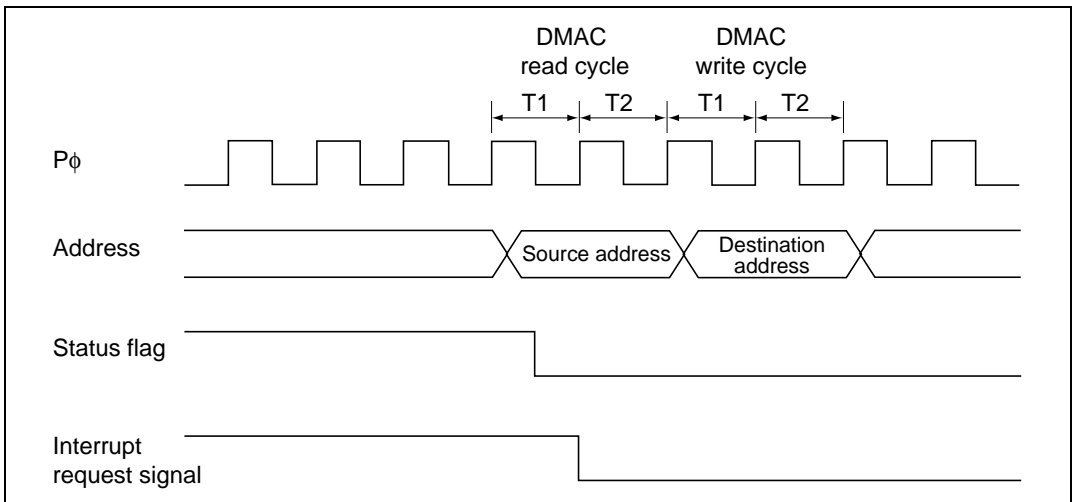 DMAC
read cycle
DMAC
write cycle
T1 T2 T1 T2
Pϕ
Address
Source address
Destination
address
Status flag
Interrupt
request signal